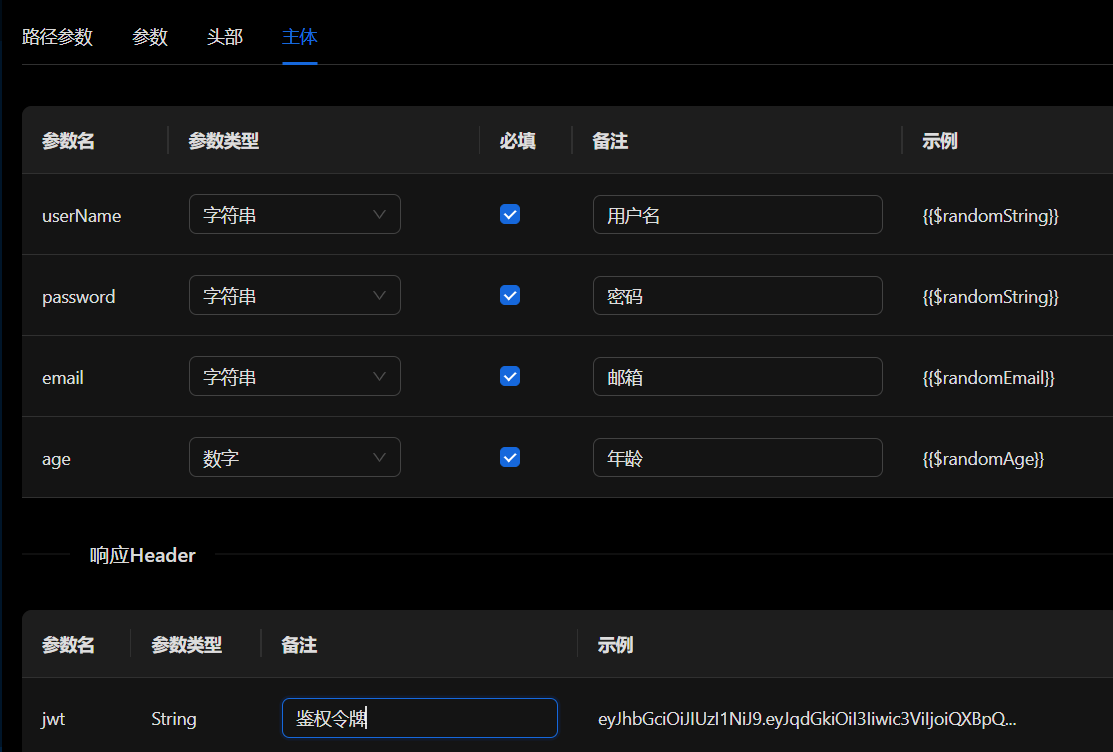 路径参数 参数 头部 主体
参数名 参数类型 必填 备注 示例
userName 字符串 用户名 {{$randomString}}
password 字符串 密码 {{$randomString}}
email 字符串 邮箱 {{$randomEmail}}
age 数字 年龄 {{$randomAge}}
响应Header
参数名 参数类型 备注 示例
jwt String 鉴权令牌 eyJhbGciOiJIUzI1NiJ9.eyJqdGkiOiI3Iiwic3ViIjoiQXBpQ...